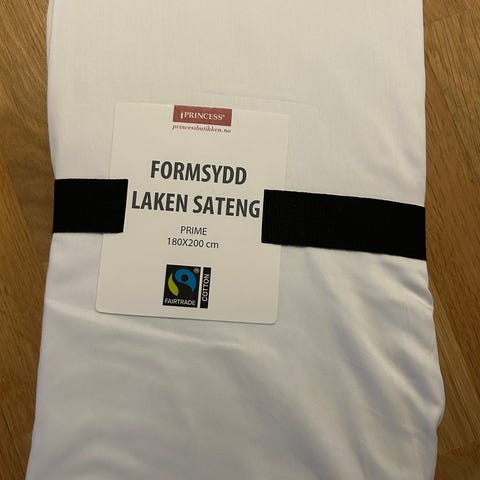 PRINCESS®
princessbutikken.no
FORMSYDD
LAKEN SATENG
PRIME
180X200 cm
®
FAIRTRADE
COTTON